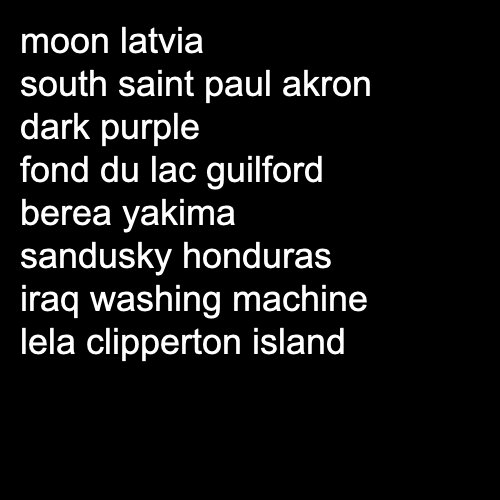 moon latvia
south saint paul akron
dark purple
fond du lac guilford
berea yakima
sandusky honduras
iraq washing machine
lela clipperton island